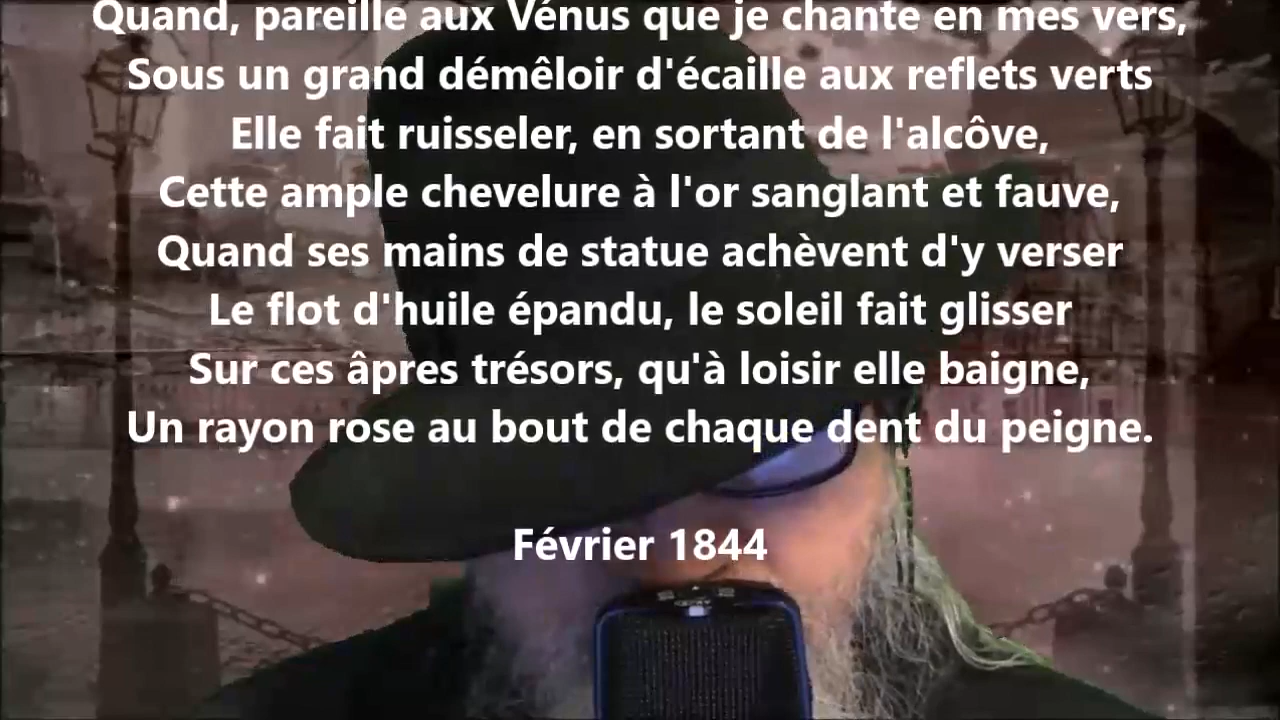 Quand, pareille aux Vénus que je chante en mes vers,
Sous un grand démêloir d'écaille aux reflets verts
Elle fait ruisseler, en sortant de l'alcôve,
Cette ample chevelure à l'or sanglant et fauve,
Quand ses mains de statue achèvent d'y verser
Le flot d'huile épandu, le soleil fait glisser
Sur ces âpres trésors, qu'à loisir elle baigne,
Un rayon rose au bout de chaque dent du peigne.
Février 1844